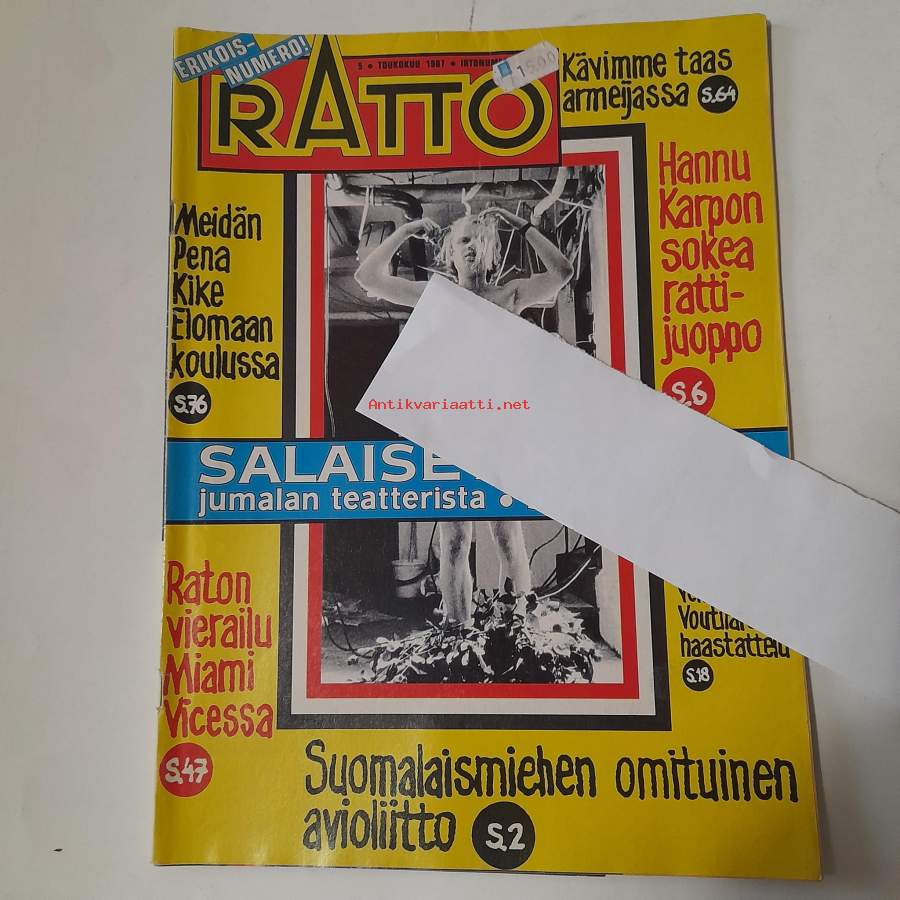 ERIKOIS-
NUMERO!
5 • TOUKOKUU 1987 • IRTONUME
RATTO
Kävimme taas
armeijassa S.64
Hannu
Karpon
sokea
ratti-
juoppo
S.6
Meidän
Pena
Kike
Elomaan
koulussa
S.76
Antikvariaatti.net
SALAISE
jumalan teatterista •
Raton
vierailu
Miami
Vicessa
S.47
haastattelu
S.18
Suomalaismiehen omituinen
avioliitto S.2